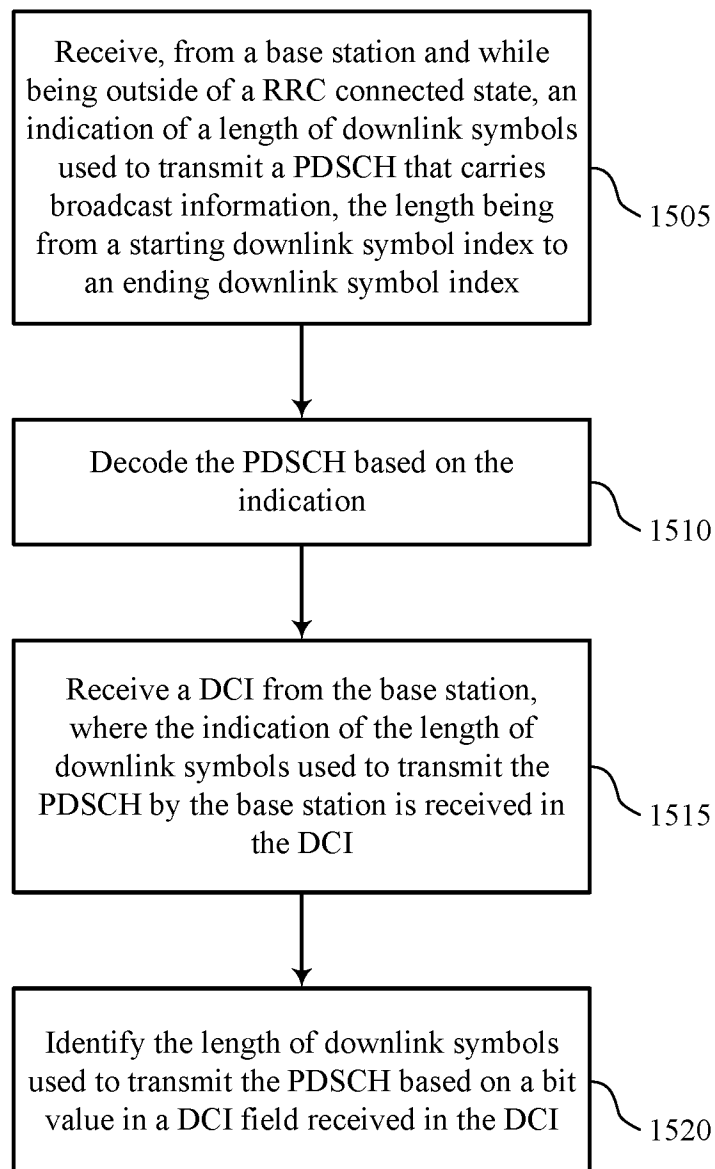 Receive, from a base station and while
being outside of a RRC connected state, an
indication of a length of downlink symbols
used to transmit a PDSCH that carries
broadcast information, the length being
from a starting downlink symbol index to
an ending downlink symbol index
1505
Decode the PDSCH based on the
indication
1510
Receive a DCI from the base station,
where the indication of the length of
downlink symbols used to transmit the
PDSCH by the base station is received in
the DCI
1515
Identify the length of downlink symbols
used to transmit the PDSCH based on a bit
value in a DCI field received in the DCI
1520